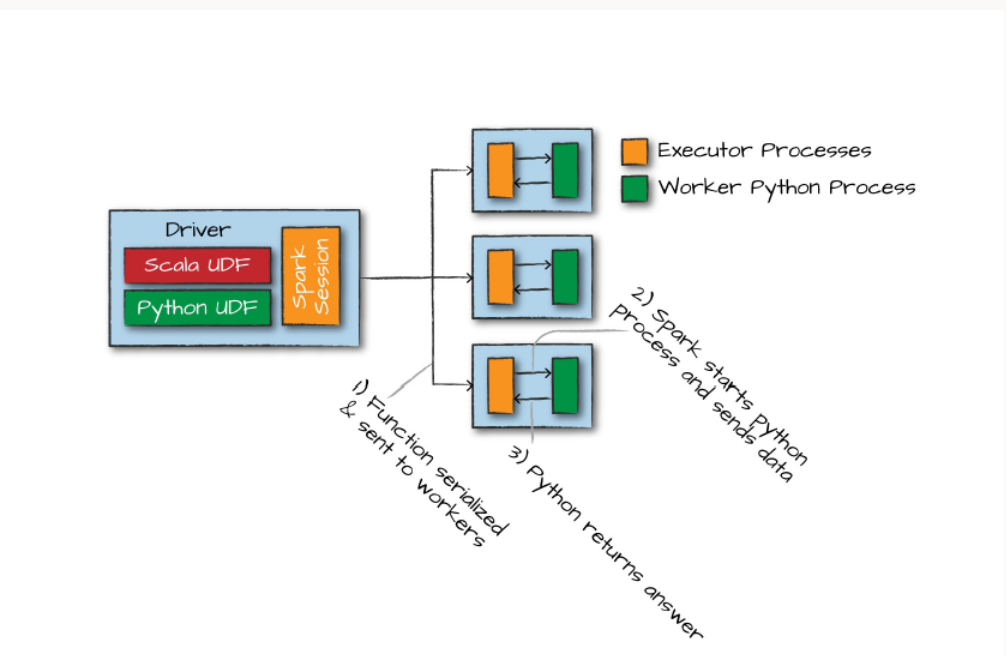 Executor Processes
Worker Python Process
Driver
Scala UDF
Python UDF
Spark
Session
1) Function serialized
& sent to workers
2) Spark starts Python
Process and sends data
3) Python returns answer